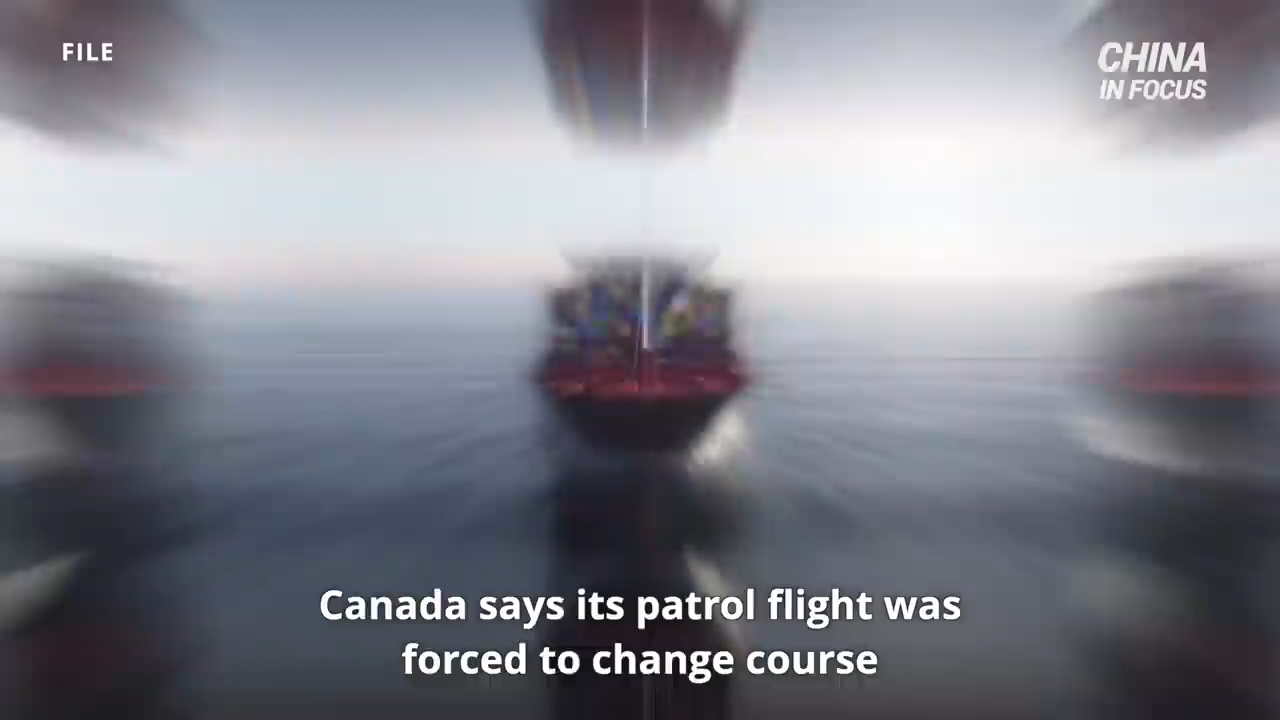 FILE
CHINA
IN FOCUS
Canada says its patrol flight was
forced to change course